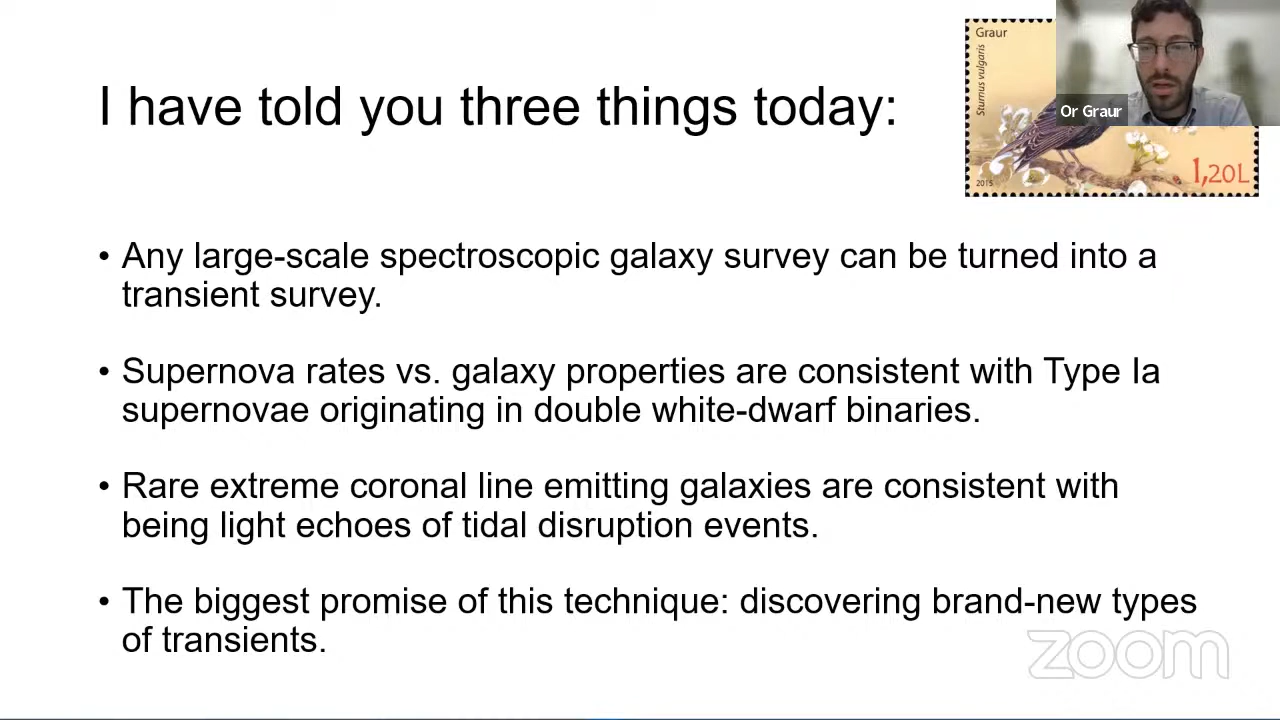 I have told you three things today:
Graur
Sturnus vulgaris
2015
1,20L
Or Graur
• Any large-scale spectroscopic galaxy survey can be turned into a
transient survey.
• Supernova rates vs. galaxy properties are consistent with Type Ia
supernovae originating in double white-dwarf binaries.
• Rare extreme coronal line emitting galaxies are consistent with
being light echoes of tidal disruption events.
• The biggest promise of this technique: discovering brand-new types
of transients.
zoom